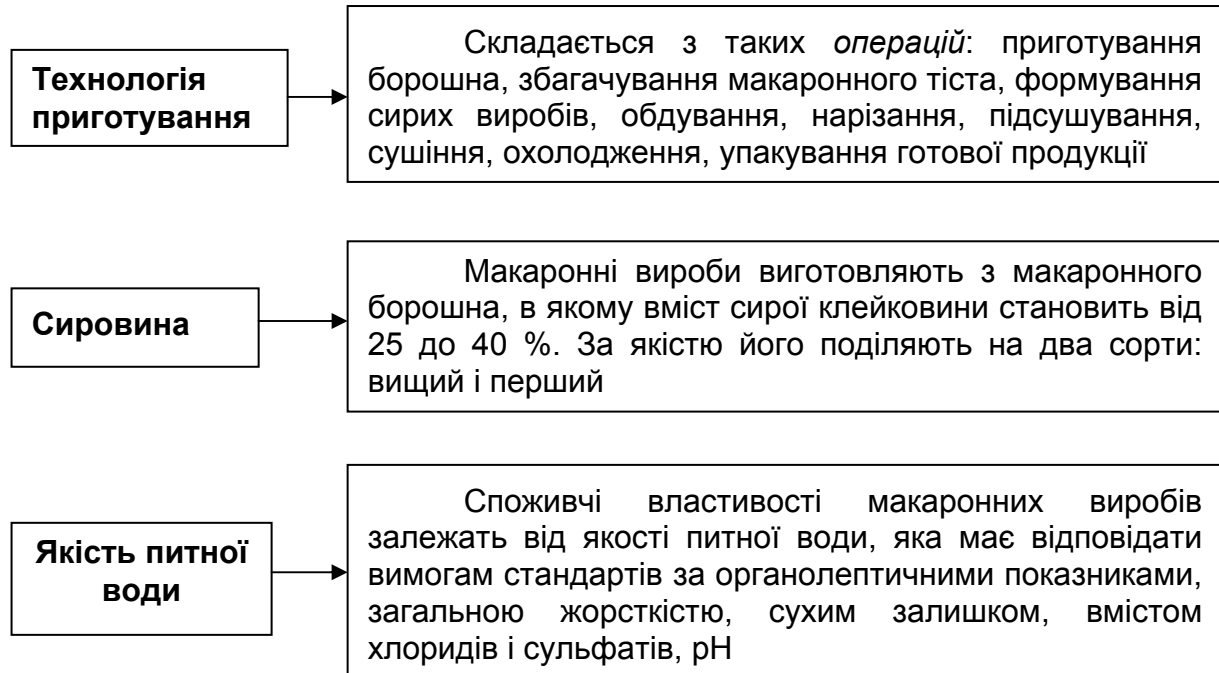 Технологія
приготування
Складається з таких операцій: приготування
борошна, збагачування макаронного тіста, формування
сирих виробів, обдування, нарізання, підсушування,
сушіння, охолодження, упакування готової продукції
Сировина
Макаронні вироби виготовляють з макаронного
борошна, в якому вміст сирої клейковини становить від
25 до 40 %. За якістю його поділяють на два сорти:
вищий і перший
Якість питної
води
Споживчі властивості макаронних виробів
залежать від якості питної води, яка має відповідати
вимогам стандартів за органолептичними показниками,
загальною жорсткістю, сухим залишком, вмістом
хлоридів і сульфатів, рН